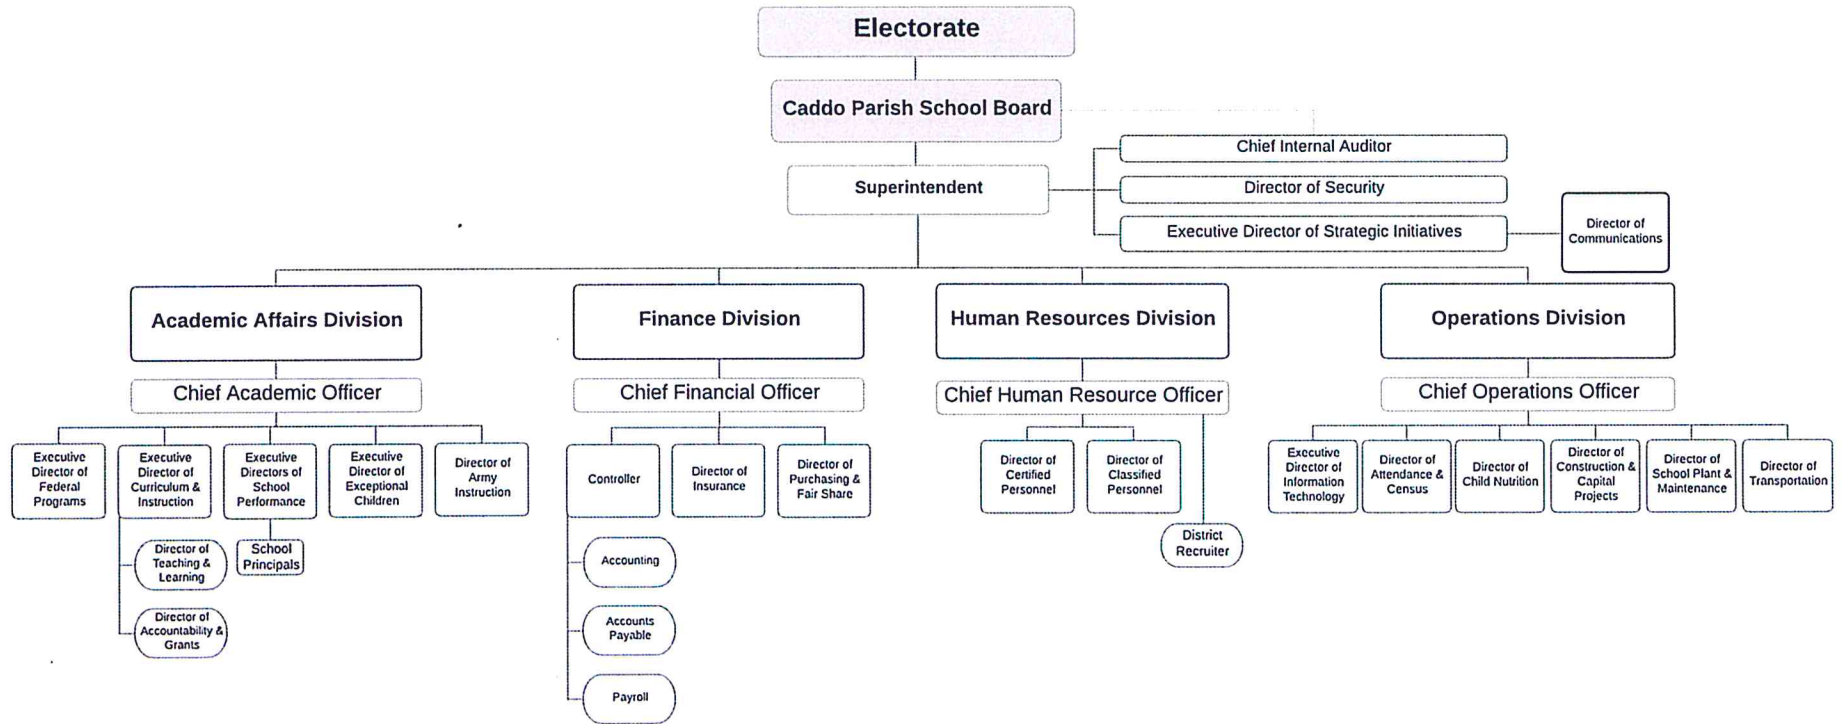 Electorate
Caddo Parish School Board
Chief Internal Auditor
Superintendent
Director of Security
Executive Director of Strategic Initiatives
Director of
Communications
Academic Affairs Division
Finance Division
Human Resources Division
Operations Division
Chief Academic Officer
Chief Financial Officer
Chief Human Resource Officer
Chief Operations Officer
Executive
Director of
Federal
Programs
Executive
Director of
Curriculum &
Instruction
Executive
Directors of
School
Performance
Executive
Director of
Exceptional
Children
Director of
Army
Instruction
Controller
Director of
Insurance
Director of
Purchasing &
Fair Share
Director of
Certified
Personnel
Director of
Classified
Personnel
Executive
Director of
Information
Technology
Director of
Attendance &
Census
Director of
Child Nutrition
Director of
Construction &
Capital
Projects
Director of
School Plant &
Maintenance
Director of
Transportation
Director of
Teaching &
Learning
School
Principals
Director of
Accountability &
Grants
Accounting
Accounts
Payable
Payroll
District
Recruiter